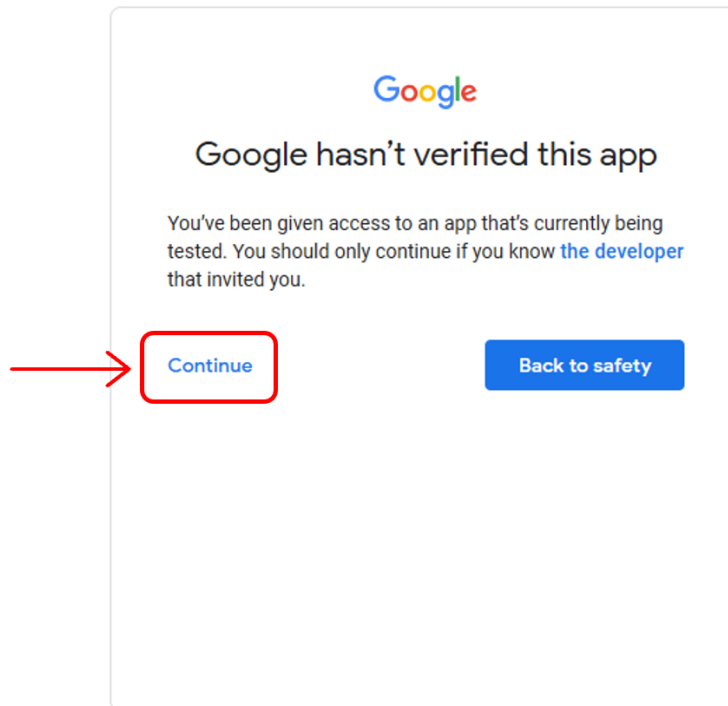 Google
Google hasn't verified this app
You've been given access to an app that's currently being
tested. You should only continue if you know the developer
that invited you.
Continue
Back to safety